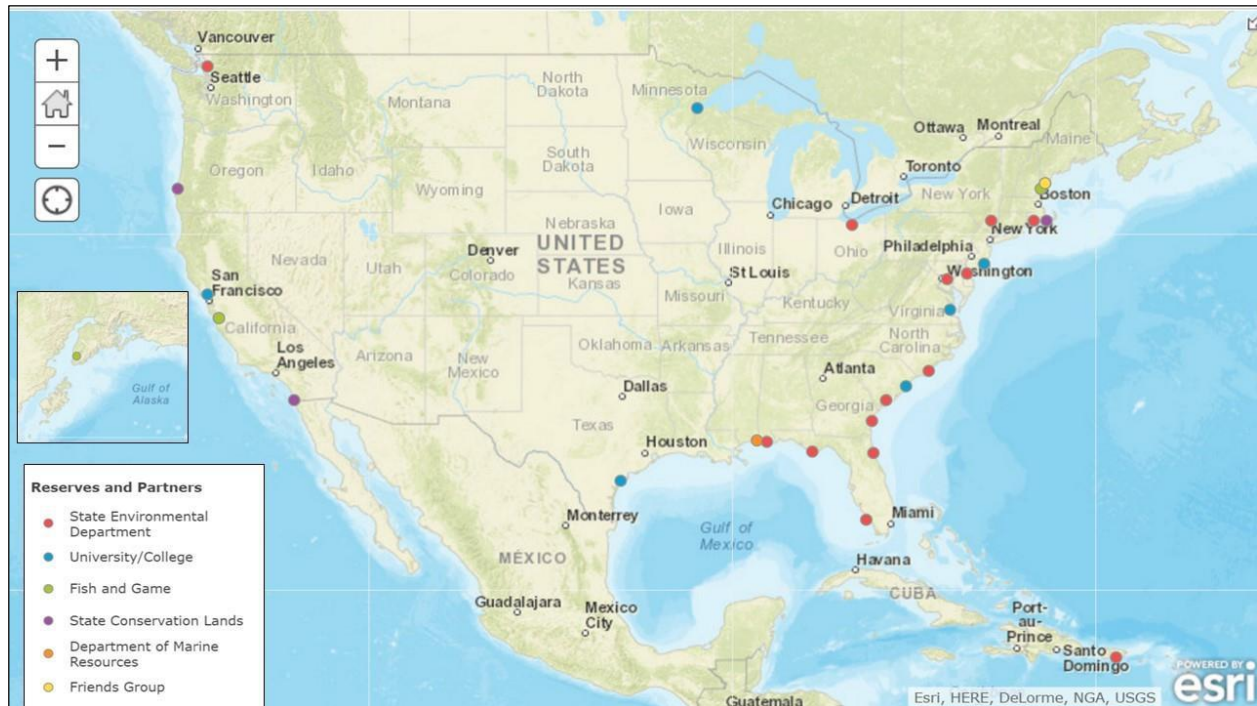 Vancouver
Seattle
Washington
Montana
North
Dakota
Minnesota
Ottawa
Montreal
Maine
Oregon
Idaho
South
Dakota
Wisconsin
Toronto
Wyoming
New York
Boston
Chicago
Detroit
Nebraska
Iowa
New York
Philadelphia
Nevada
Utah
Denver
Colorado
UNITED
STATES
Kansas
Illinois
Ohio
St Louis
Washington
San
Francisco
California
Missouri
Kentucky
Virginia
Los
Angeles
Arizona
New
Mexico
Oklahoma
Arkansas
Tennessee
North
Carolina
Atlanta
Georgia
Dallas
Texas
Houston
Gulf of
Alaska
Monterrey
Gulf of
Mexico
Miami
MÉXICO
Havana
CUBA
Guadalajara
Mexico
City
Port-
au-
Prince
Santo
Domingo
Guatemala
Reserves and Partners
State Environmental
Department
University/College
Fish and Game
State Conservation Lands
Department of Marine
Resources
Friends Group
Esri, HERE, DeLorme, NGA, USGS
POWERED BY
esri